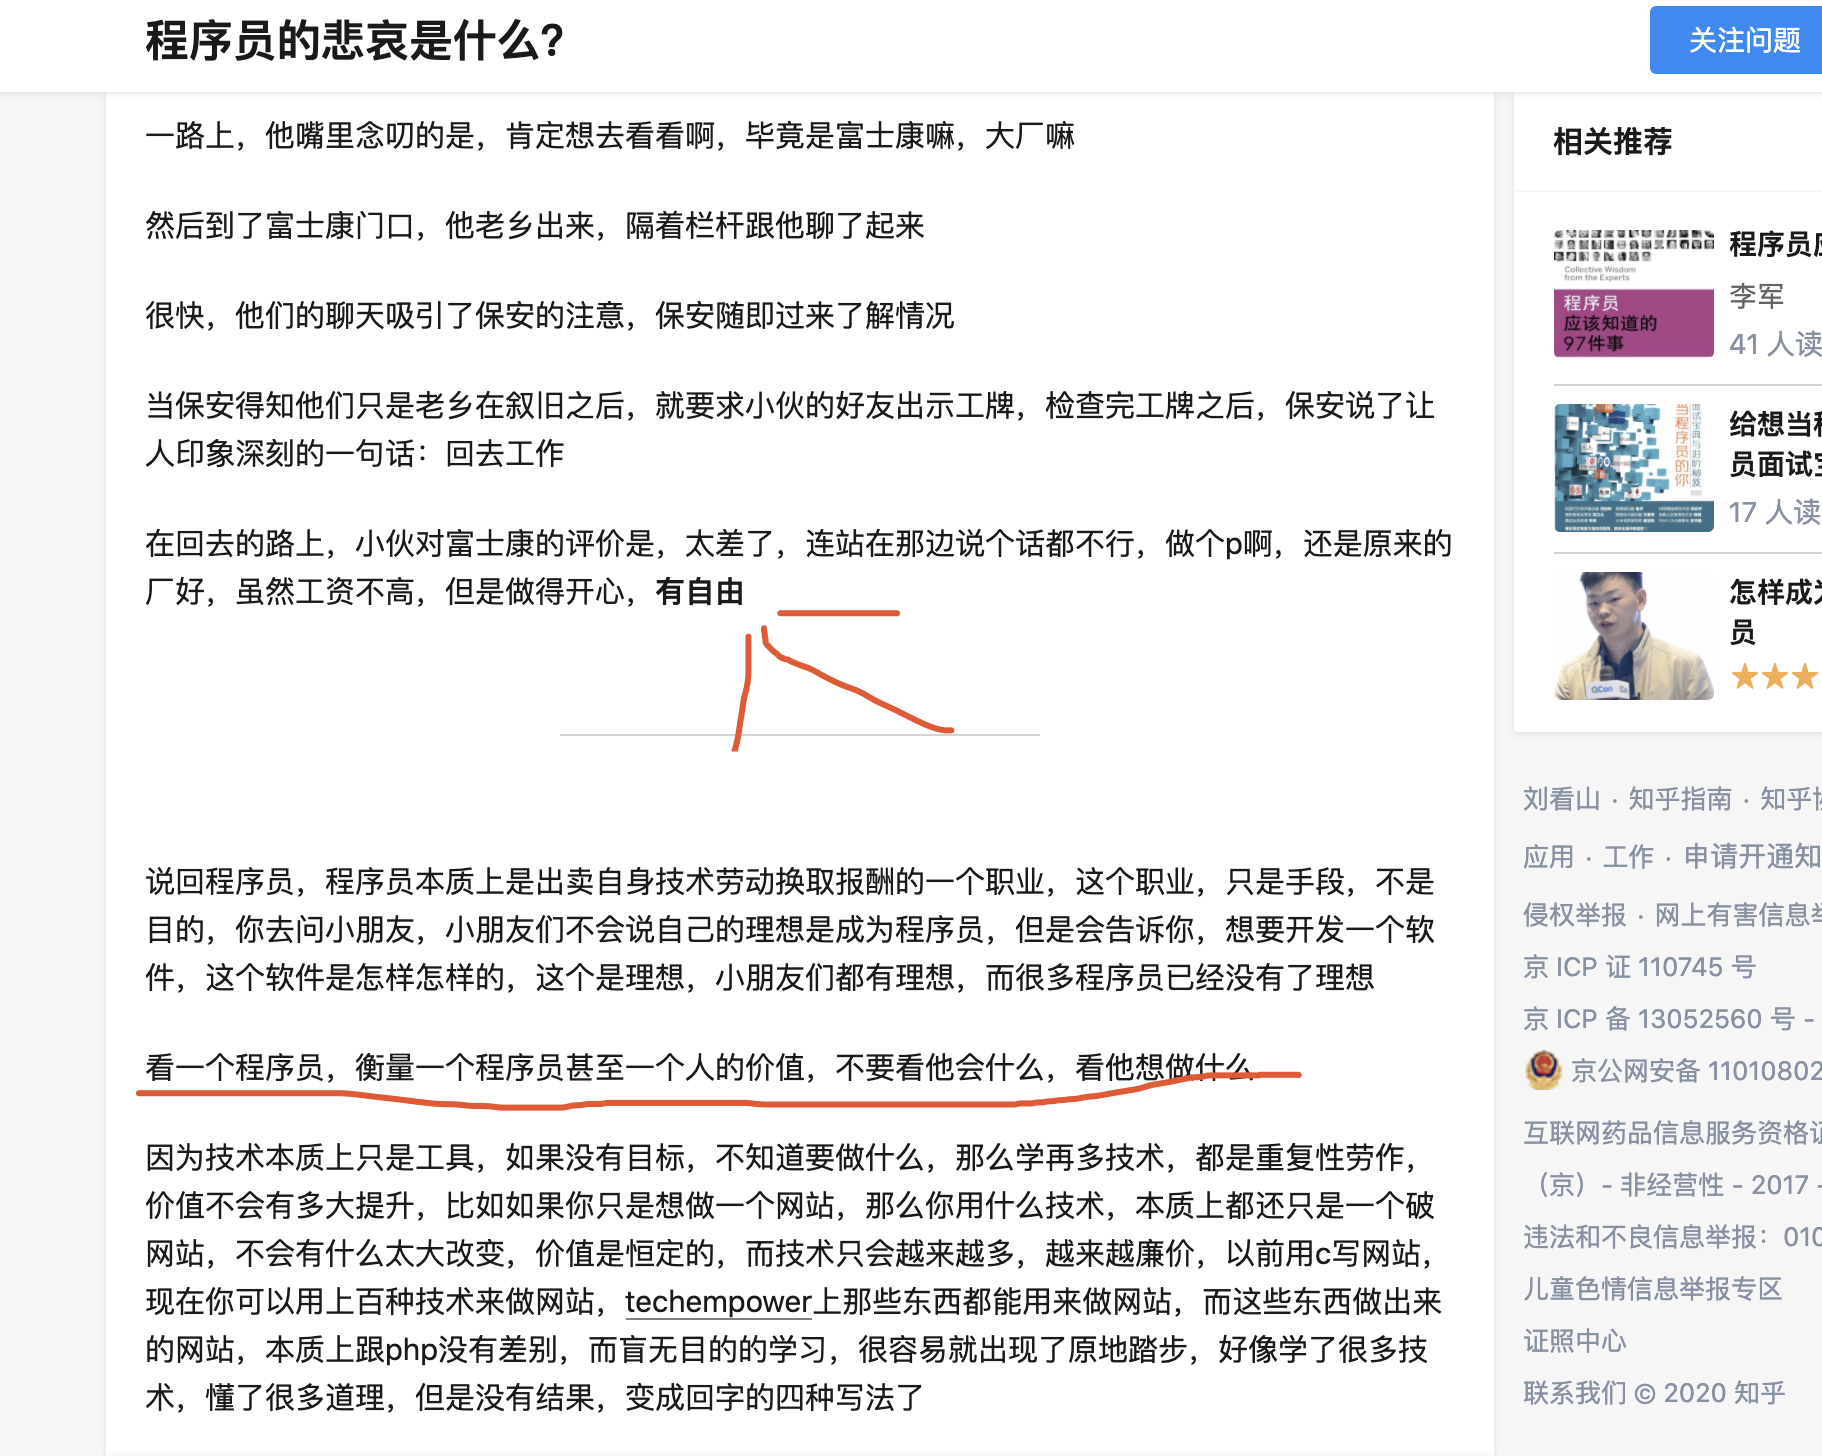 程序员的悲哀是什么?
关注问题
一路上，他嘴里念叨的是，肯定想去看看啊，毕竟是富士康嘛，大厂嘛
然后到了富士康门口，他老乡出来，隔着栏杆跟他聊了起来
很快，他们的聊天吸引了保安的注意，保安随即过来了解情况
当保安得知他们只是老乡在叙旧之后，就要求小伙的好友出示工牌，检查完工牌之后，保安说了让
人印象深刻的一句话：回去工作
在回去的路上，小伙对富士康的评价是，太差了，连站在那边说个话都不行，做个p啊，还是原来的
厂好，虽然工资不高，但是做得开心，有自由
说回程序员，程序员本质上是出卖自身技术劳动换取报酬的一个职业，这个职业，只是手段，不是
目的，你去问小朋友，小朋友们不会说自己的理想是成为程序员，但是会告诉你，想要开发一个软
件，这个软件是怎样怎样的，这个是理想，小朋友们都有理想，而很多程序员已经没有了理想
看一个程序员，衡量一个程序员甚至一个人的价值，不要看他会什么，看他想做什么
因为技术本质上只是工具，如果没有目标，不知道要做什么，那么学再多技术，都是重复性劳作，
价值不会有多大提升，比如如果你只是想做一个网站，那么你用什么技术，本质上都还只是一个破
网站，不会有什么太大改变，价值是恒定的，而技术只会越来越多，越来越廉价，以前用c写网站，
现在你可以用上百种技术来做网站，techempower上那些东西都能用来做网站，而这些东西做出来
的网站，本质上跟php没有差别，而盲无目的的学习，很容易就出现了原地踏步，好像学了很多技
术，懂了很多道理，但是没有结果，变成回字的四种写法了
相关推荐
Collective Wisdom
from the Experts
程序员
应该知道的
97件事
程序员应
李军
41 人读
当程序员的你
面试宝典与进阶秘笈
给想当程
员面试宝
17 人读
QCon
怎样成为
员
刘看山 · 知乎指南 · 知乎协
应用 · 工作 · 申请开通知
侵权举报 · 网上有害信息举
京 ICP 证 110745 号
京 ICP 备 13052560 号 -
京公网安备 11010802
互联网药品信息服务资格证
（京）- 非经营性 - 2017 -
违法和不良信息举报：010
儿童色情信息举报专区
证照中心
联系我们 © 2020 知乎